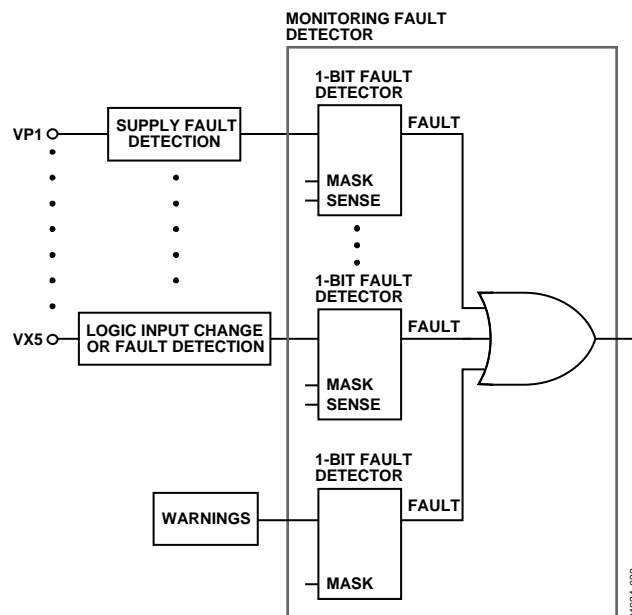 MONITORING FAULT
DETECTOR
1-BIT FAULT
DETECTOR
VP1
SUPPLY FAULT
DETECTION
FAULT
MASK
SENSE
1-BIT FAULT
DETECTOR
VX5
LOGIC INPUT CHANGE
OR FAULT DETECTION
FAULT
MASK
SENSE
1-BIT FAULT
DETECTOR
WARNINGS
FAULT
MASK